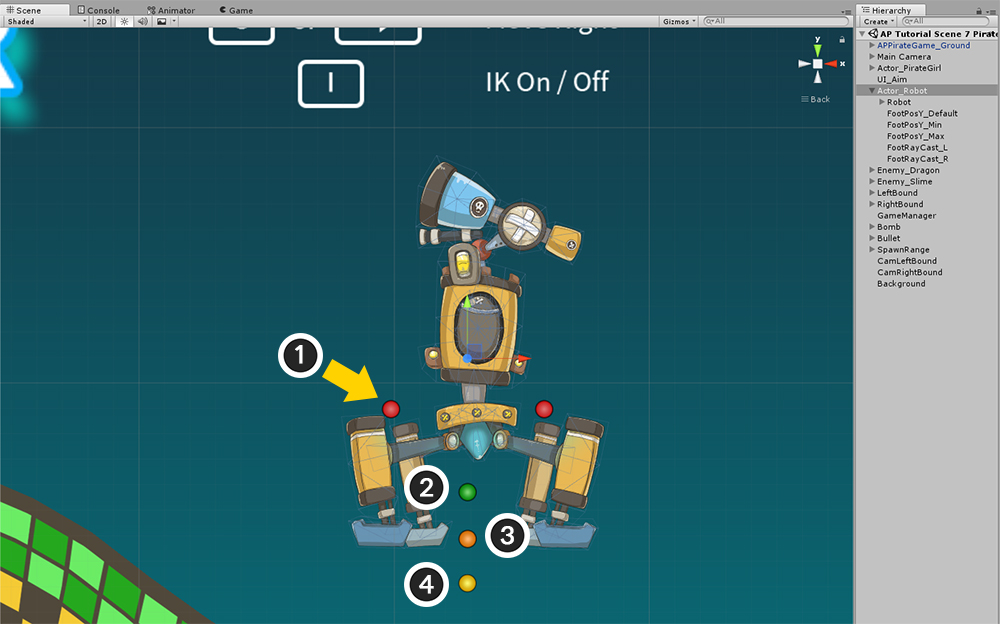 Scene
Console
Animator
Game
Shaded
2D
Gizmos
All
I
IK On / Off
y
x
Back
1
2
3
4
Hierarchy
Create
All
AP Tutorial Scene 7 Pirate
APPirateGame_Ground
Main Camera
Actor_PirateGirl
UI_Aim
Actor_Robot
Robot
FootPosY_Default
FootPosY_Min
FootPosY_Max
FootRayCast_L
FootRayCast_R
Enemy_Dragon
Enemy_Slime
LeftBound
RightBound
GameManager
Bomb
Bullet
SpawnRange
CamLeftBound
CamRightBound
Background